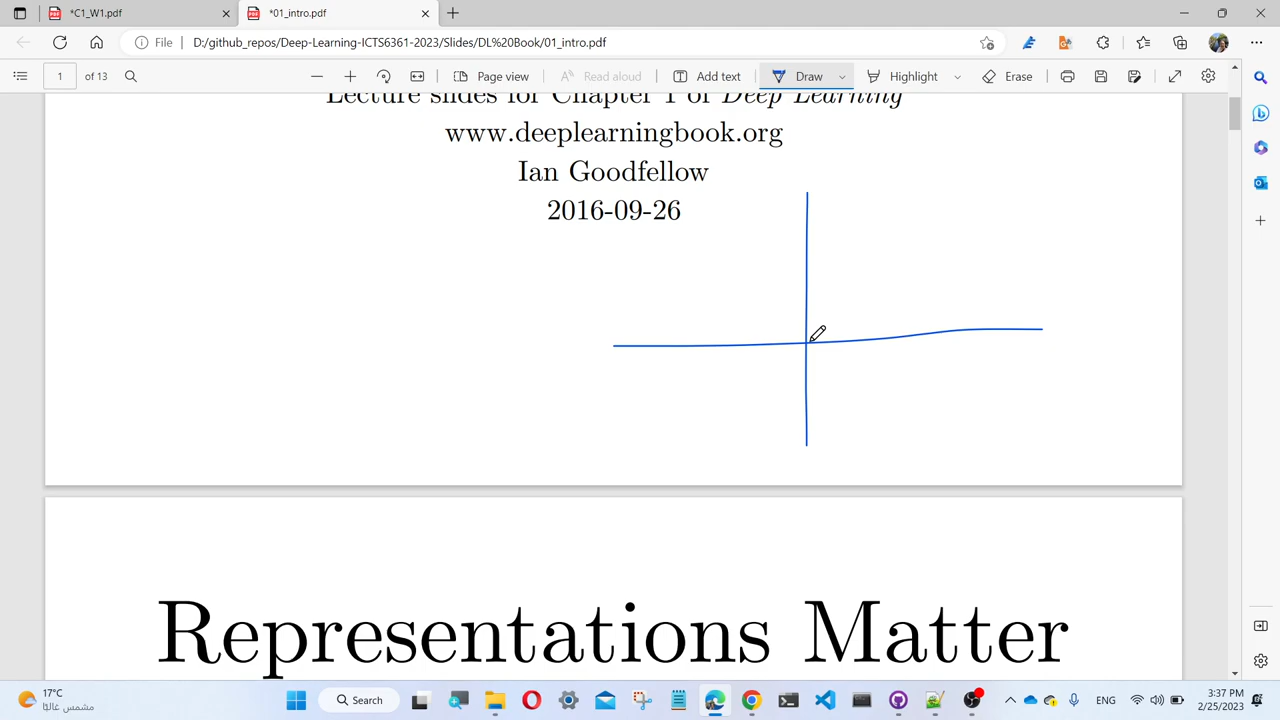 *C1_W1.pdf
*01_intro.pdf
File
D:/github_repos/Deep-Learning-ICTS6361-2023/Slides/DL%20Book/01_intro.pdf
1 of 13
Page view
Read aloud
Add text
Draw
Highlight
Erase
Lecture slides for Chapter 1 of Deep Learning
www.deeplearningbook.org
Ian Goodfellow
2016-09-26
Representations Matter
17°C
مشمس غالبًا
Search
ENG
3:37 PM
2/25/2023